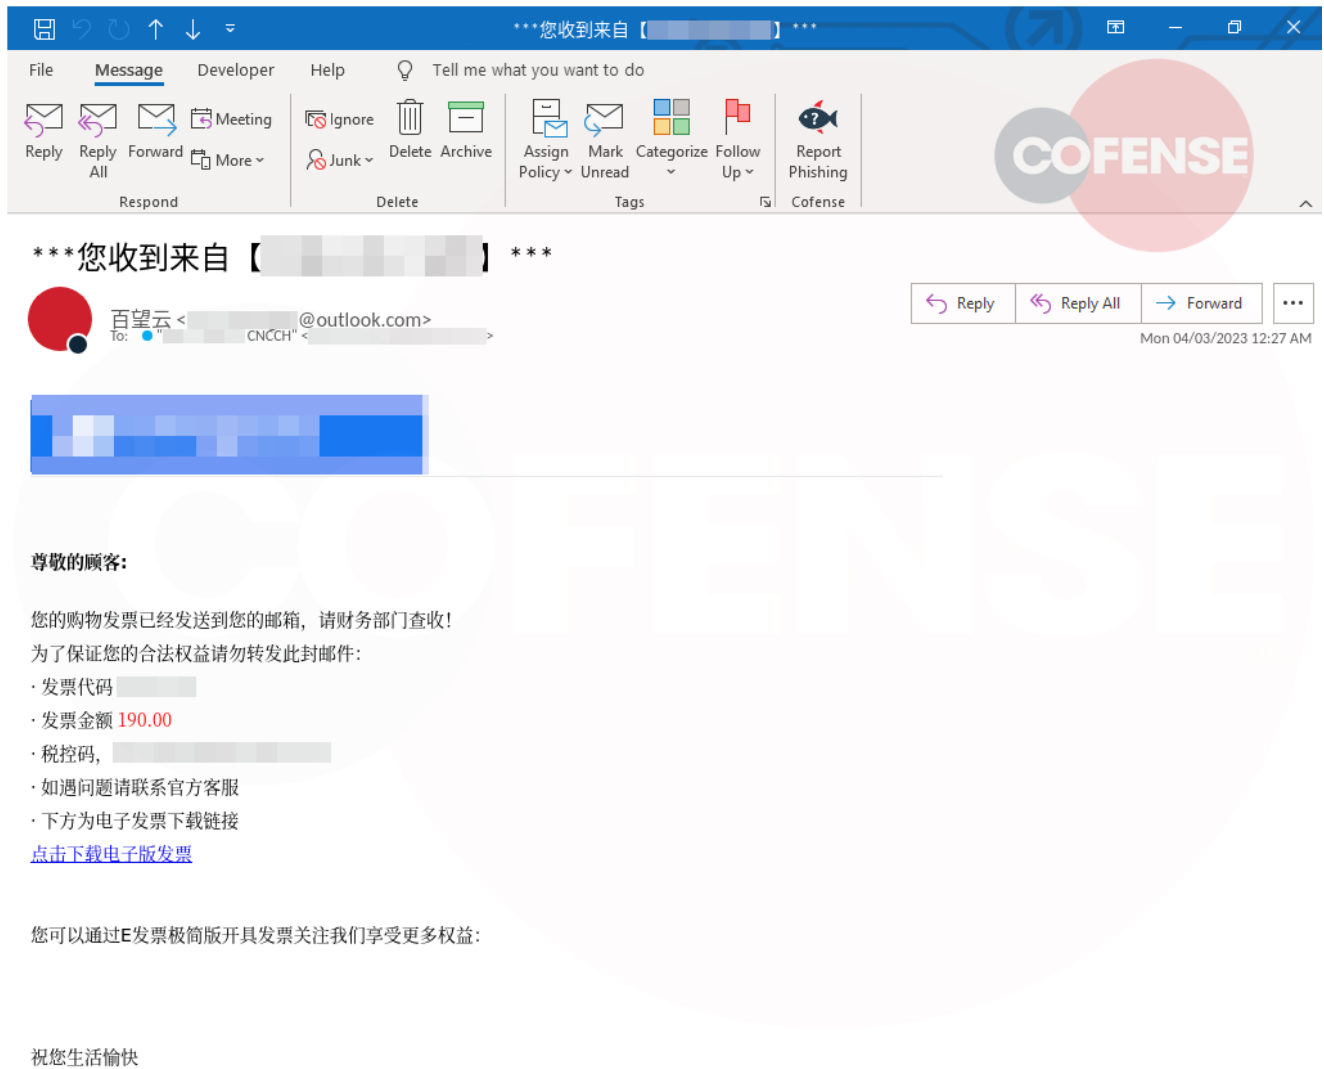 ***您收到来自【 】***
File Message Developer Help Tell me what you want to do
Reply Reply All Forward Meeting More
Ignore Junk Delete Archive
Assign Policy Mark Unread Categorize Follow Up
Report Phishing
Respond Delete Tags Cofense
COFENSE
***您收到来自【 】***
百望云 < @outlook.com>
To: " CNCCH" < >
Reply Reply All Forward ...
Mon 04/03/2023 12:27 AM
COFENSE
尊敬的顾客:
您的购物发票已经发送到您的邮箱，请财务部门查收！
为了保证您的合法权益请勿转发此封邮件：
· 发票代码
· 发票金额 190.00
· 税控码，
· 如遇问题请联系官方客服
· 下方为电子发票下载链接
点击下载电子版发票
您可以通过E发票极简版开具发票关注我们享受更多权益：
祝您生活愉快